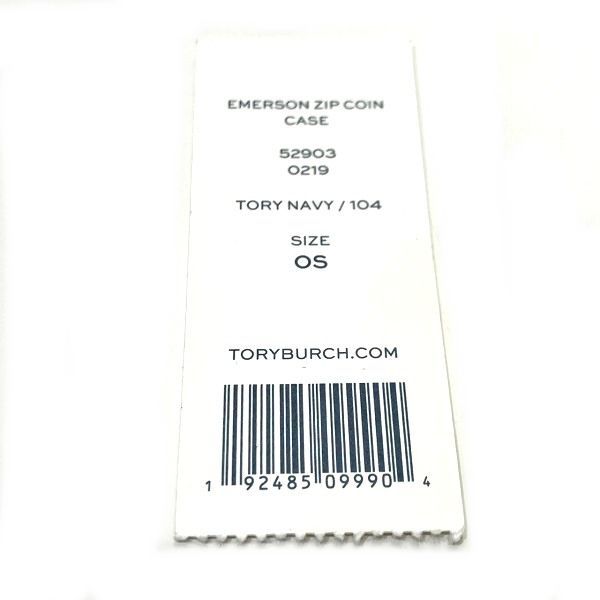 EMERSON ZIP COIN
CASE
52903
0219
TORY NAVY / 104
SIZE
OS
TORYBURCH.COM
1 92485 09990 4